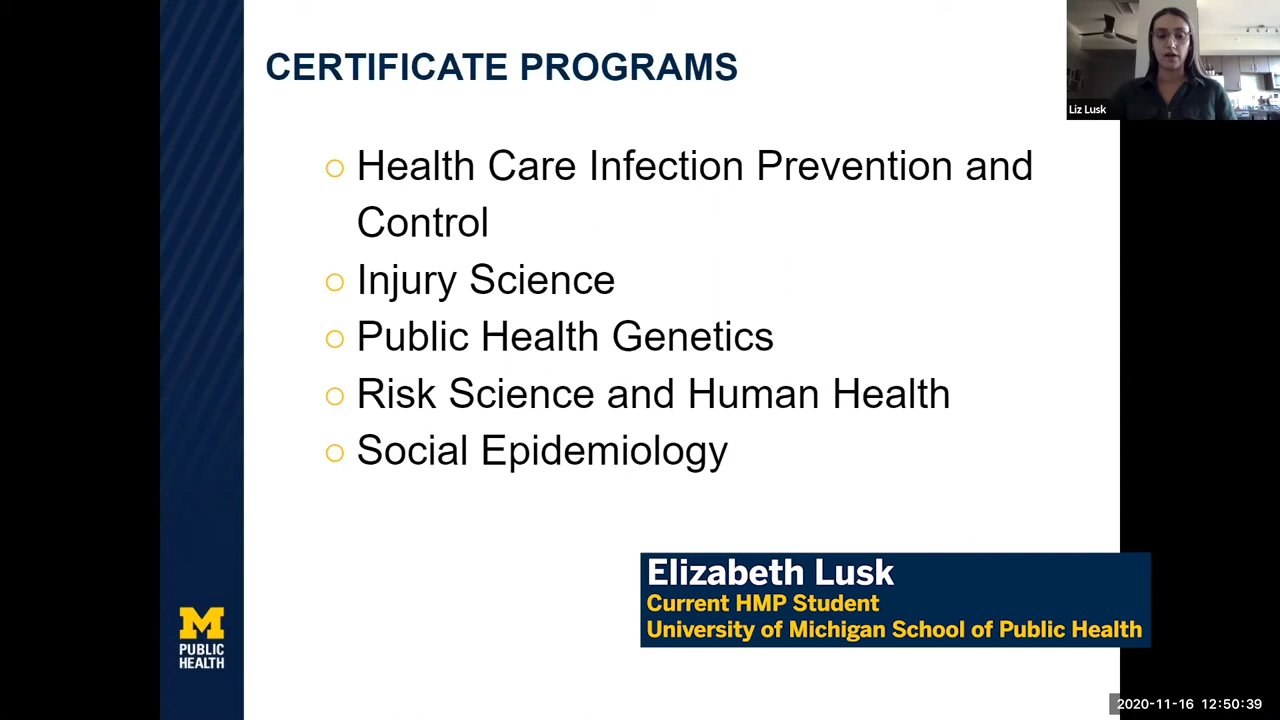 CERTIFICATE PROGRAMS
Liz Lusk
Health Care Infection Prevention and
Control
Injury Science
Public Health Genetics
Risk Science and Human Health
Social Epidemiology
Elizabeth Lusk
Current HMP Student
University of Michigan School of Public Health
M
PUBLIC
HEALTH
2020-11-16 12:50:39